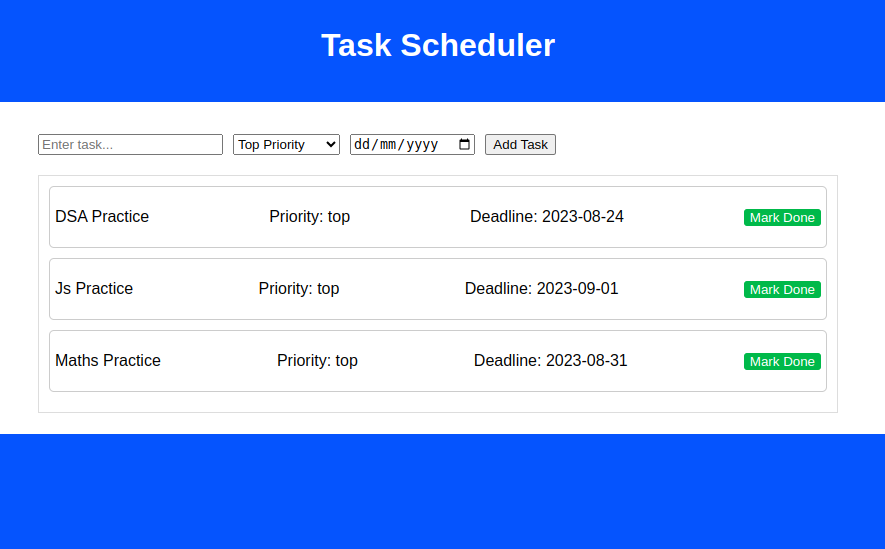 Task Scheduler
Enter task... Top Priority dd/mm/yyyy Add Task
DSA Practice Priority: top Deadline: 2023-08-24 Mark Done
Js Practice Priority: top Deadline: 2023-09-01 Mark Done
Maths Practice Priority: top Deadline: 2023-08-31 Mark Done